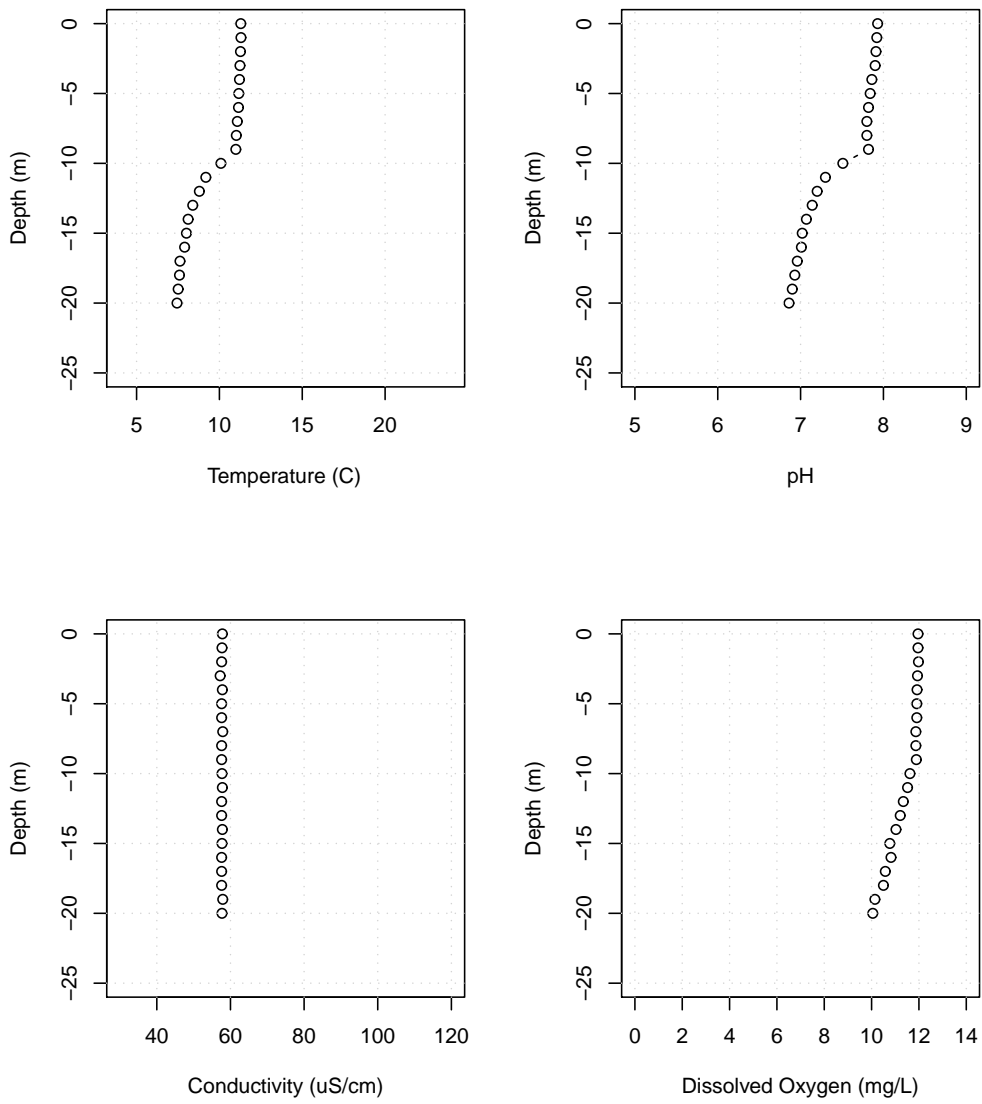 0
−5
−10
−15
−20
−25
Depth (m)
5 10 15 20
Temperature (C)
0
−5
−10
−15
−20
−25
Depth (m)
5 6 7 8 9
pH
0
−5
−10
−15
−20
−25
Depth (m)
40 60 80 100 120
Conductivity (uS/cm)
0
−5
−10
−15
−20
−25
Depth (m)
0 2 4 6 8 10 12 14
Dissolved Oxygen (mg/L)